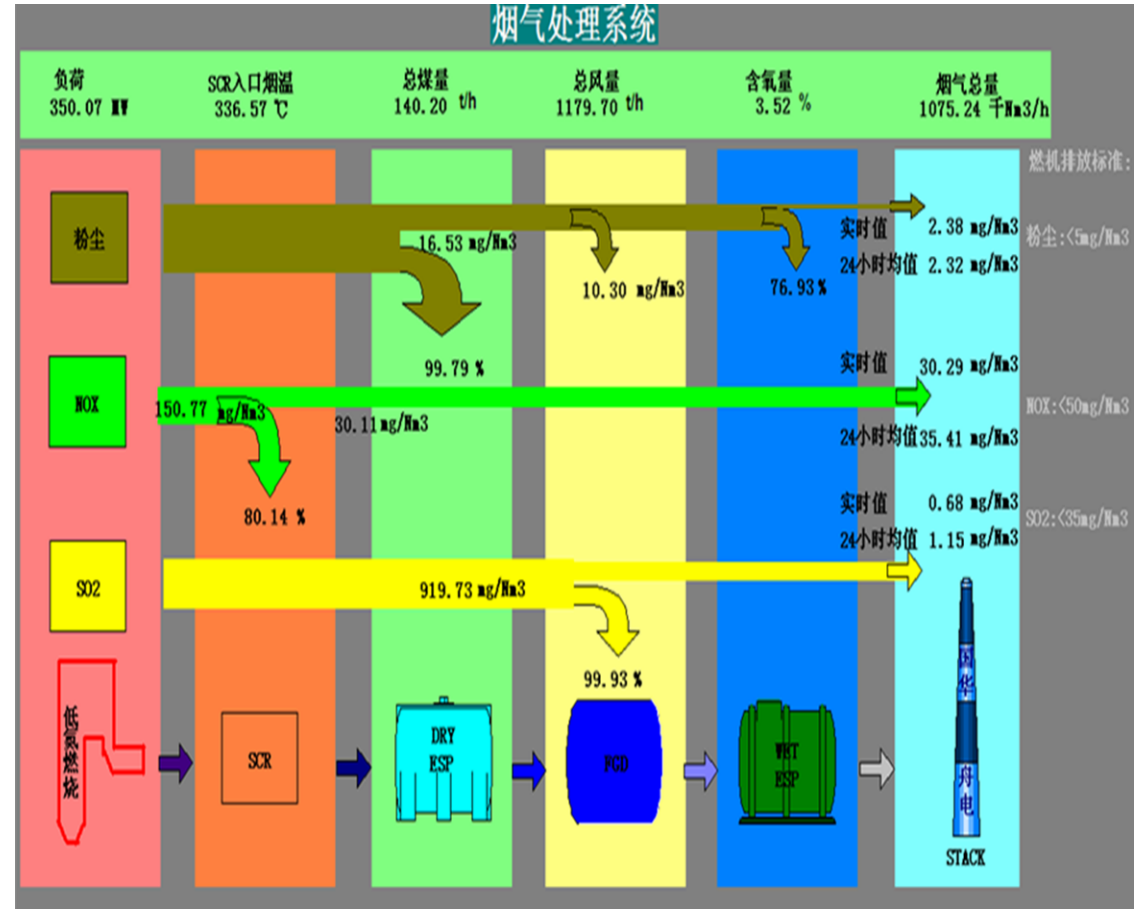 烟气处理系统
负荷 SCR入口烟温 总煤量 总风量 含氧量 烟气总量
350.07 MW 336.57 ℃ 140.20 t/h 1179.70 t/h 3.52 % 1075.24 千Nm3/h
燃机排放标准:
粉尘
16.53 mg/Nm3
10.30 mg/Nm3
76.93 %
99.79 %
实时值 2.38 mg/Nm3
24小时均值 2.32 mg/Nm3
粉尘:<5mg/Nm3
NOX
150.77 mg/Nm3
30.11mg/Nm3
80.14 %
实时值 30.29 mg/Nm3
24小时均值 35.41 mg/Nm3
NOX:<50mg/Nm3
SO2
919.73 mg/Nm3
99.93 %
实时值 0.68 mg/Nm3
24小时均值 1.15 mg/Nm3
SO2:<35mg/Nm3
低氮燃烧
SCR
DRY
ESP
FGD
WET
ESP
国华
舟电
STACK